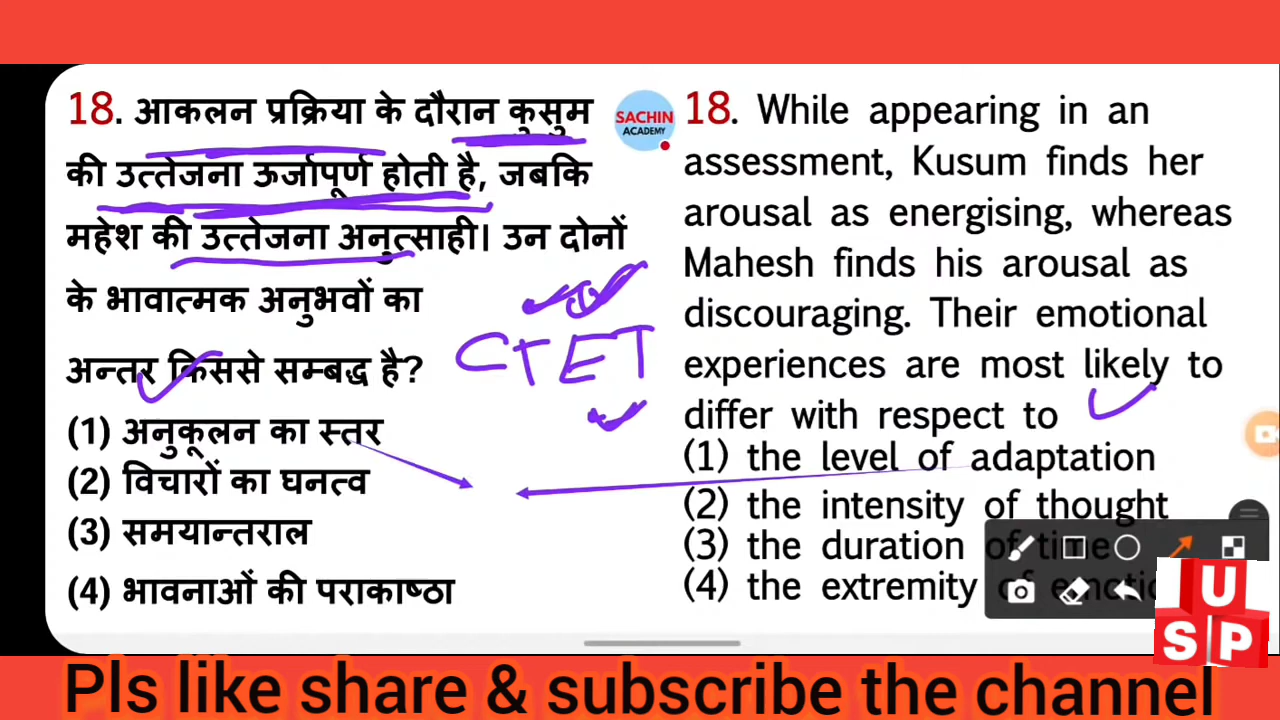 18. आकलन प्रक्रिया के दौरान कुसुम
की उत्तेजना ऊर्जापूर्ण होती है, जबकि
महेश की उत्तेजना अनुत्साही। उन दोनों
के भावात्मक अनुभवों का
अन्तर किससे सम्बद्ध है?
(1) अनुकूलन का स्तर
(2) विचारों का घनत्व
(3) समयान्तराल
(4) भावनाओं की पराकाष्ठा
CTET
SACHIN
ACADEMY
18. While appearing in an
assessment, Kusum finds her
arousal as energising, whereas
Mahesh finds his arousal as
discouraging. Their emotional
experiences are most likely to
differ with respect to
(1) the level of adaptation
(2) the intensity of thought
(3) the duration of time
(4) the extremity of
U
S P
Pls like share & subscribe the channel